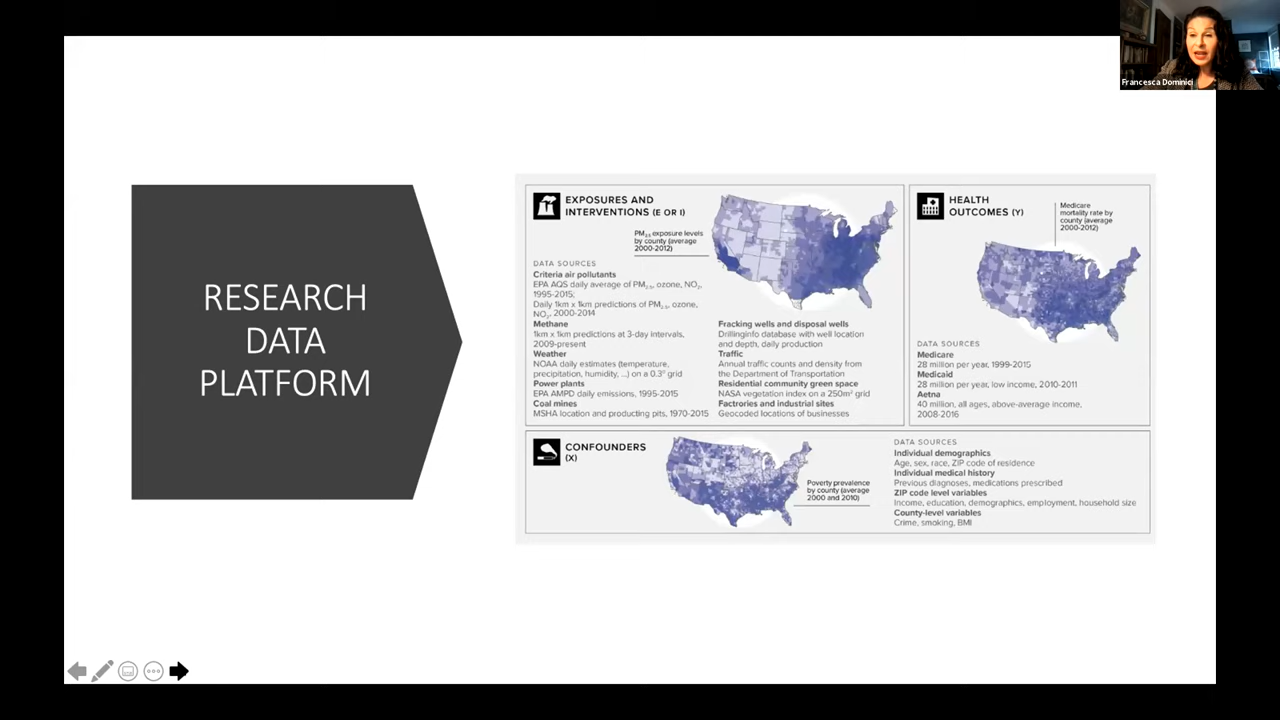 Francesca Dominici
RESEARCH
DATA
PLATFORM
EXPOSURES AND
INTERVENTIONS (E OR I)
PM2.5 exposure levels
by county (average
2000-2012)
DATA SOURCES
Criteria air pollutants
EPA AQS daily average of PM2.5, ozone, NO2,
1995-2015;
Daily 1km x 1km predictions of PM2.5, ozone,
NO2, 2000-2014
Methane
1km x 1km predictions at 3-day intervals,
2009-present
Weather
NOAA daily estimates (temperature,
precipitation, humidity, ...) on a 0.3° grid
Power plants
EPA AMPD daily emissions, 1995-2015
Coal mines
MSHA location and producting pits, 1970-2015
Fracking wells and disposal wells
Drillinginfo database with well location
and depth, daily production
Traffic
Annual traffic counts and density from
the Department of Transportation
Residential community green space
NASA vegetation index on a 250m² grid
Factrories and industrial sites
Geocoded locations of businesses
HEALTH
OUTCOMES (Y)
Medicare
mortality rate by
county (average
2000-2012)
DATA SOURCES
Medicare
28 million per year, 1999-2015
Medicaid
28 million per year, low income, 2010-2011
Aetna
40 million, all ages, above-average income,
2008-2016
CONFOUNDERS
(X)
Poverty prevalence
by county (average
2000 and 2010)
DATA SOURCES
Individual demographics
Age, sex, race, ZIP code of residence
Individual medical history
Previous diagnoses, medications prescribed
ZIP code level variables
Income, education, demographics, employment, household size
County-level variables
Crime, smoking, BMI